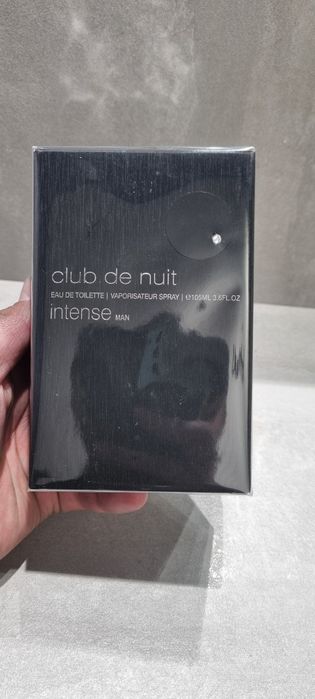 club de nuit
EAU DE TOILETTE | VAPORISATEUR SPRAY | ℮105ML 3.6FL.OZ
intense MAN